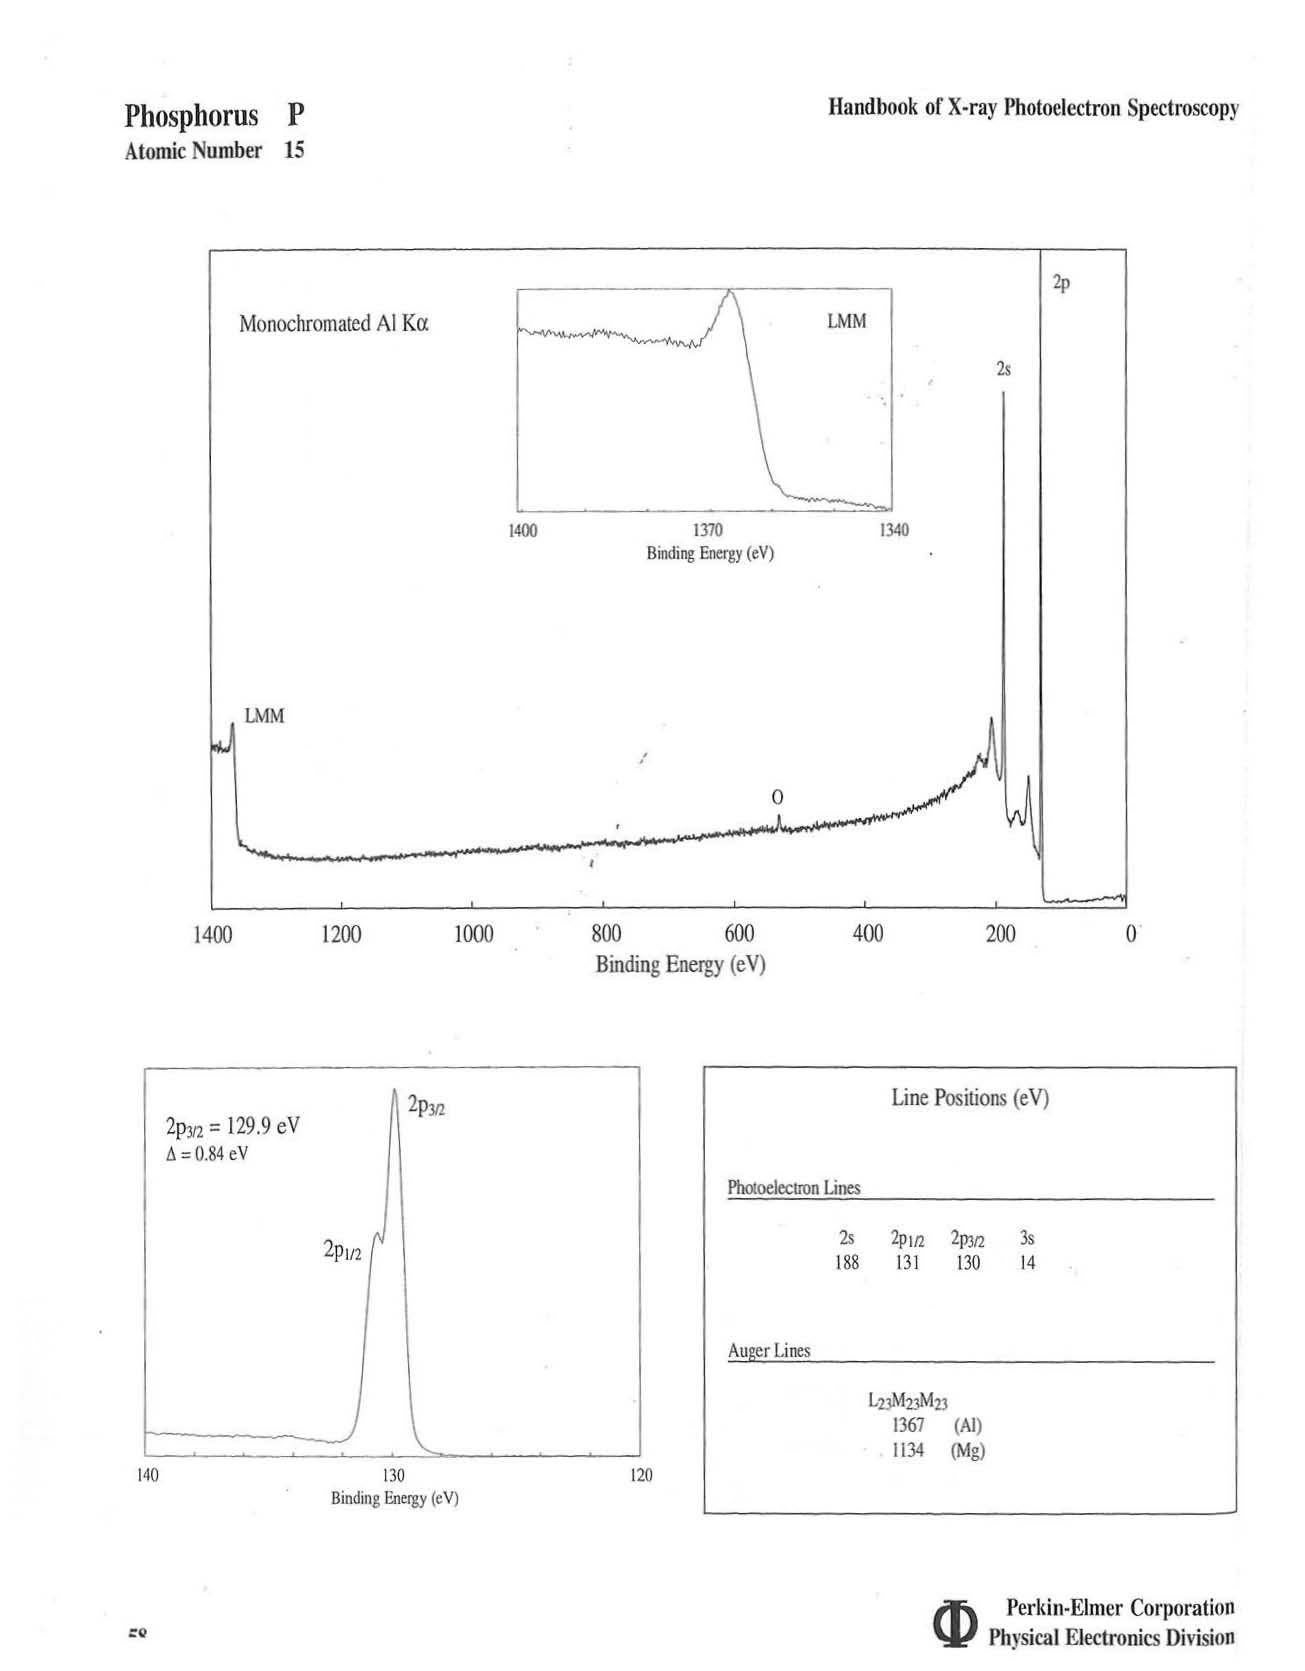 Phosphorus P
Atomic Number 15
Handbook of X-ray Photoelectron Spectroscopy
2p
Monochromated Al Kα
LMM
2s
1400 1370 1340
Binding Energy (eV)
LMM
O
1400 1200 1000 800 600 400 200 0
Binding Energy (eV)
2p3/2
2p3/2 = 129.9 eV
Δ = 0.84 eV
2p1/2
140 130 120
Binding Energy (eV)
Line Positions (eV)
Photoelectron Lines
2s 2p1/2 2p3/2 3s
188 131 130 14
Auger Lines
L23M23M23
1367 (Al)
1134 (Mg)
Perkin-Elmer Corporation
Physical Electronics Division